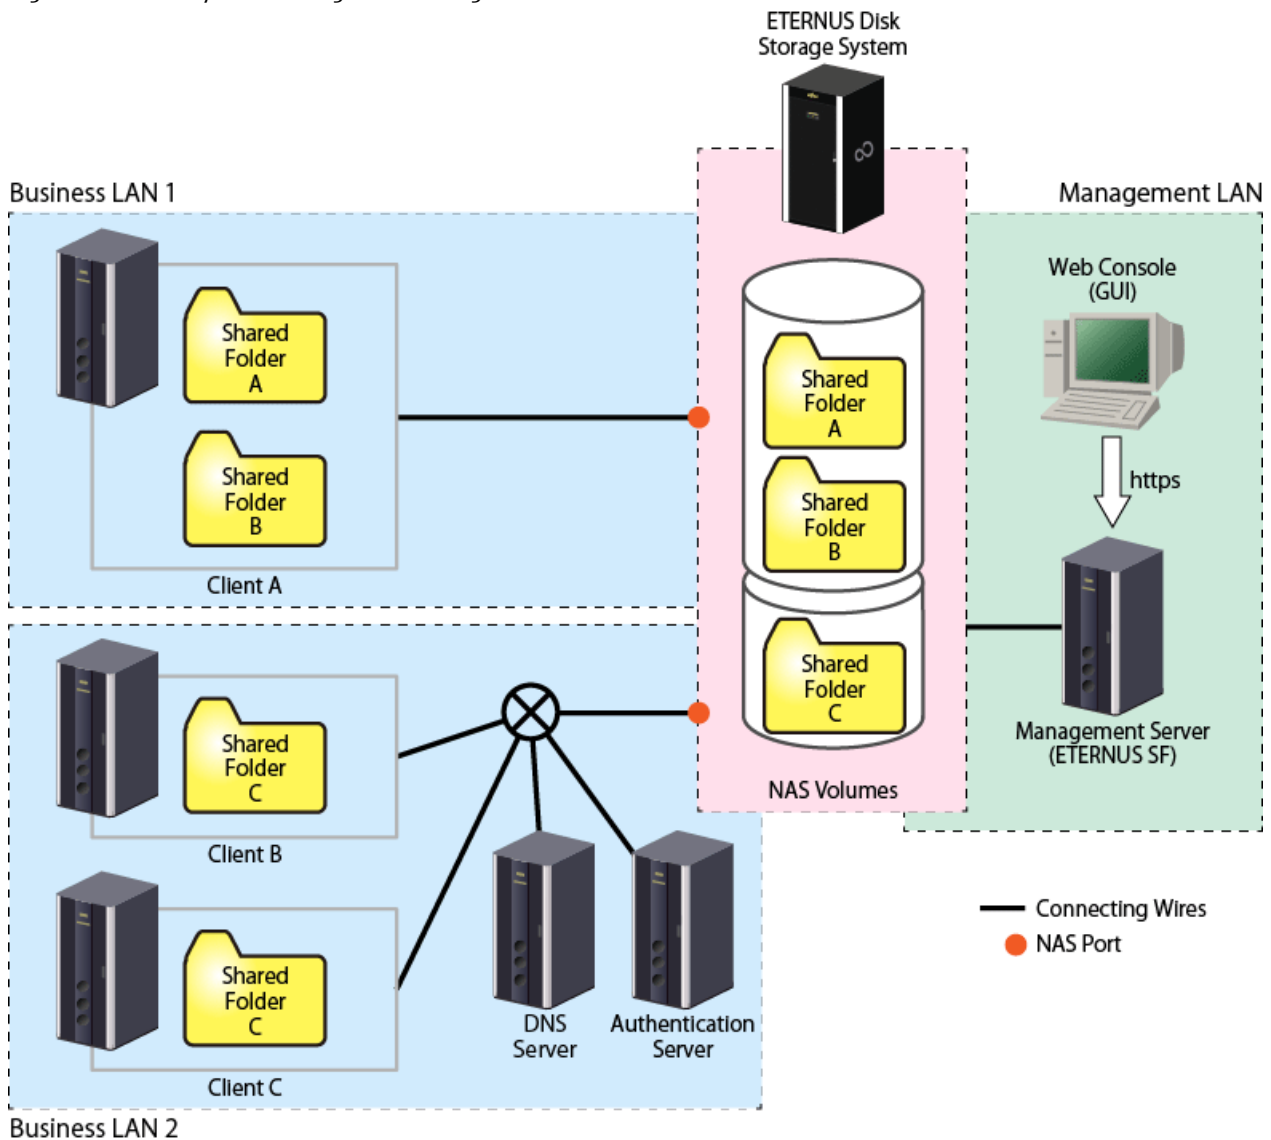 ETERNUS Disk
Storage System
Business LAN 1
Management LAN
Shared
Folder
A
Shared
Folder
B
Client A
Shared
Folder
A
Shared
Folder
B
Shared
Folder
C
NAS Volumes
Web Console
(GUI)
https
Management Server
(ETERNUS SF)
Shared
Folder
C
Client B
Shared
Folder
C
Client C
DNS
Server
Authentication
Server
Business LAN 2
Connecting Wires
NAS Port